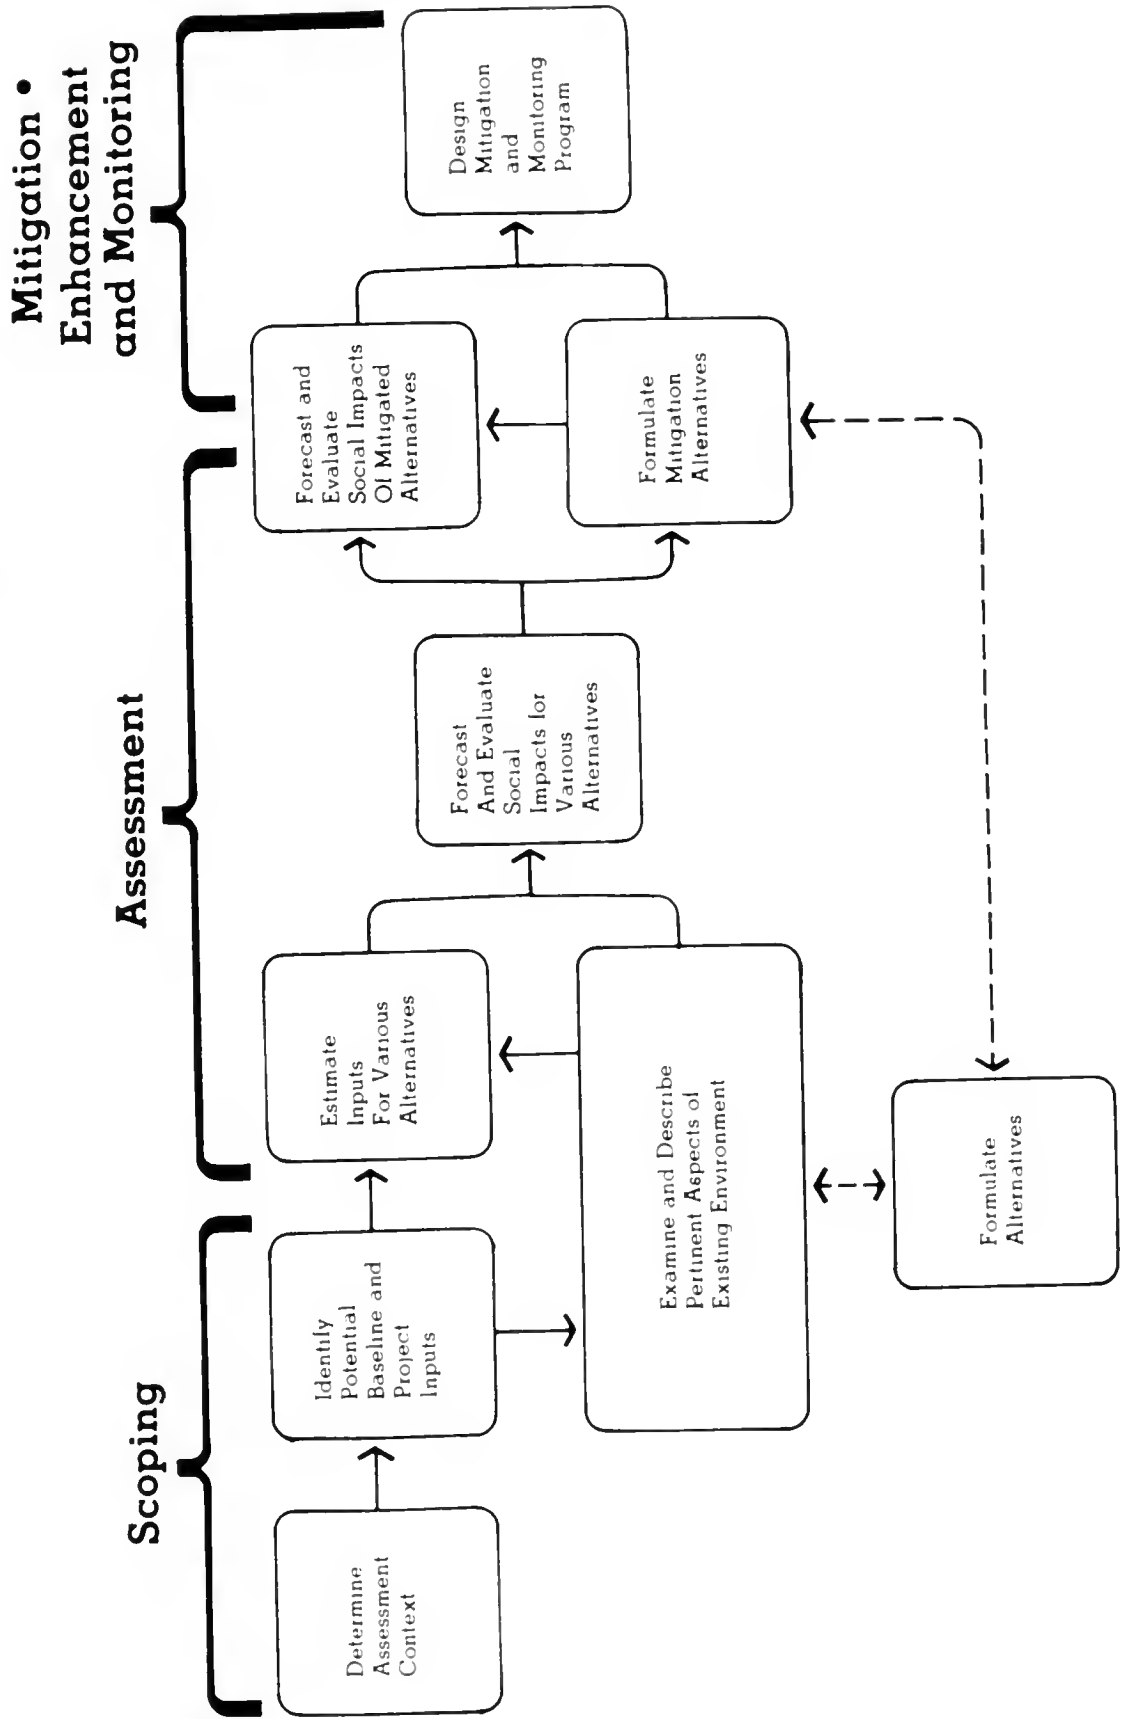 Scoping
Assessment
Mitigation •
Enhancement
and Monitoring
Determine
Assessment
Context
Identify
Potential
Baseline and
Project
Inputs
Estimate
Inputs
For Various
Alternatives
Examine and Describe
Pertinent Aspects of
Existing Environment
Formulate
Alternatives
Forecast
And Evaluate
Social
Impacts for
Various
Alternatives
Forecast and
Evaluate
Social Impacts
Of Mitigated
Alternatives
Formulate
Mitigation
Alternatives
Design
Mitigation
and
Monitoring
Program